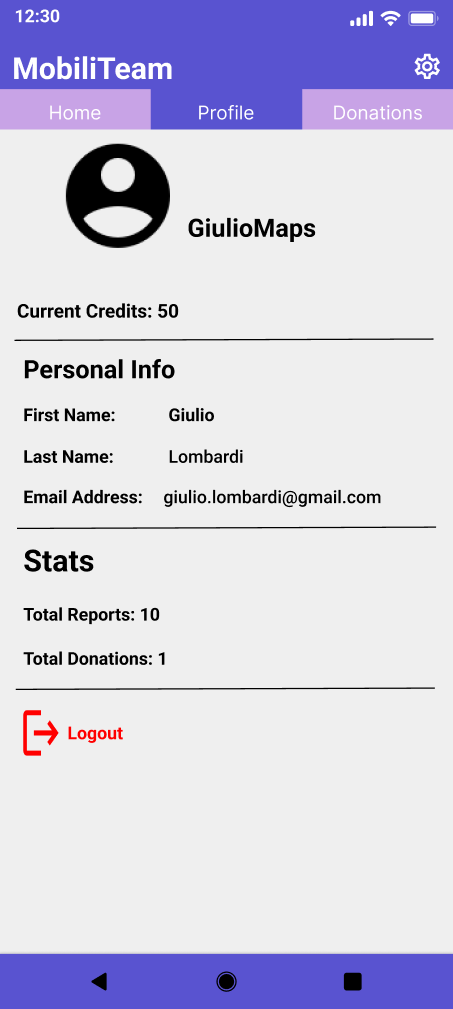 12:30
MobiliTeam
Home Profile Donations
GiulioMaps
Current Credits: 50
Personal Info
First Name: Giulio
Last Name: Lombardi
Email Address: giulio.lombardi@gmail.com
Stats
Total Reports: 10
Total Donations: 1
Logout